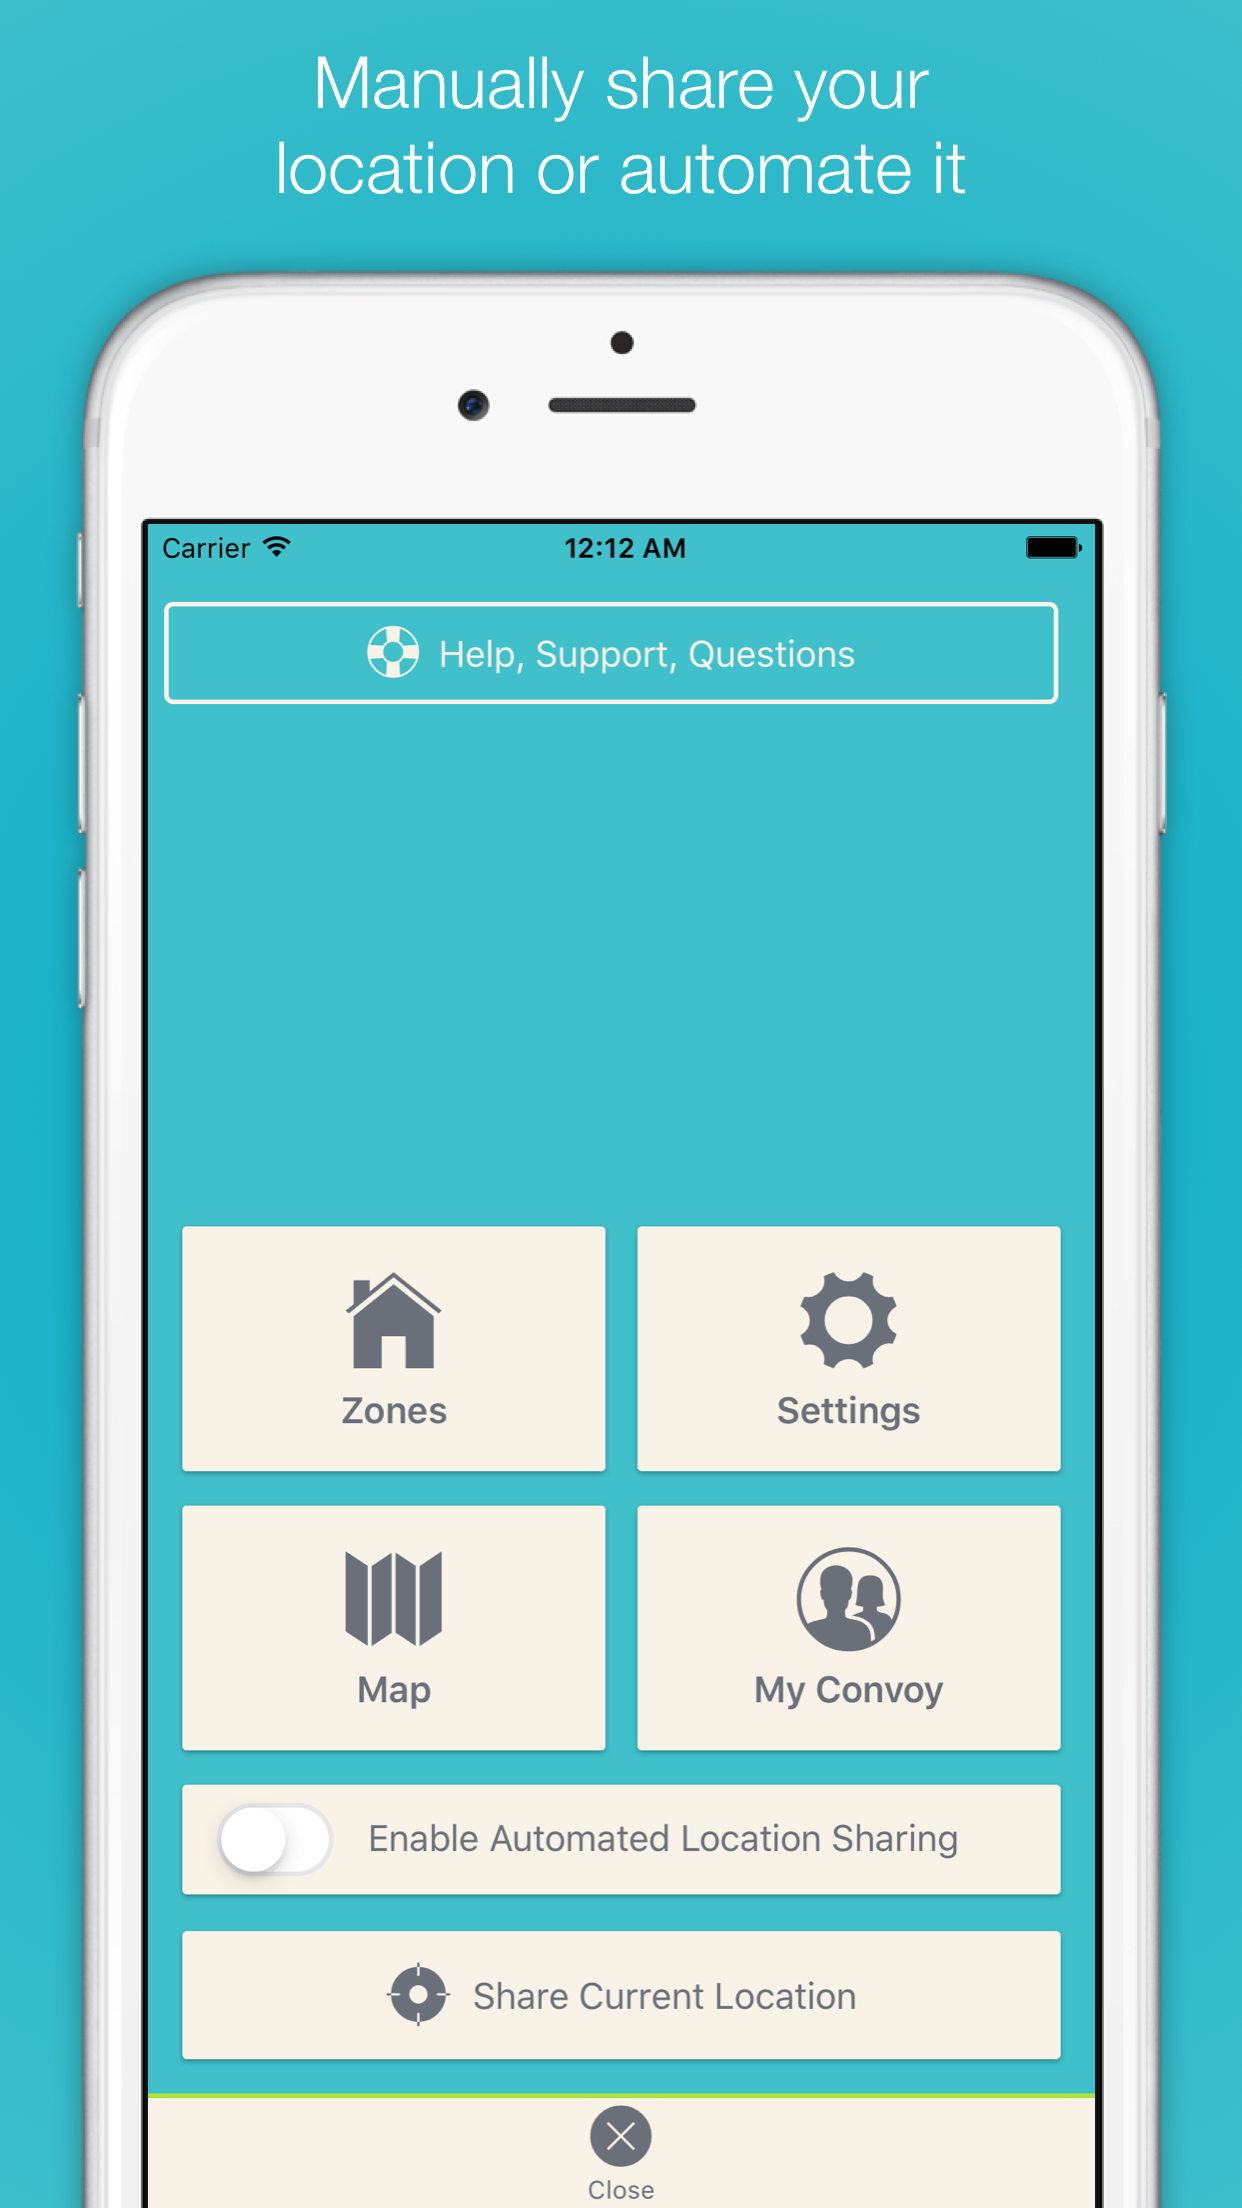 Manually share your
location or automate it
Carrier 12:12 AM
Help, Support, Questions
Zones
Settings
Map
My Convoy
Enable Automated Location Sharing
Share Current Location
Close